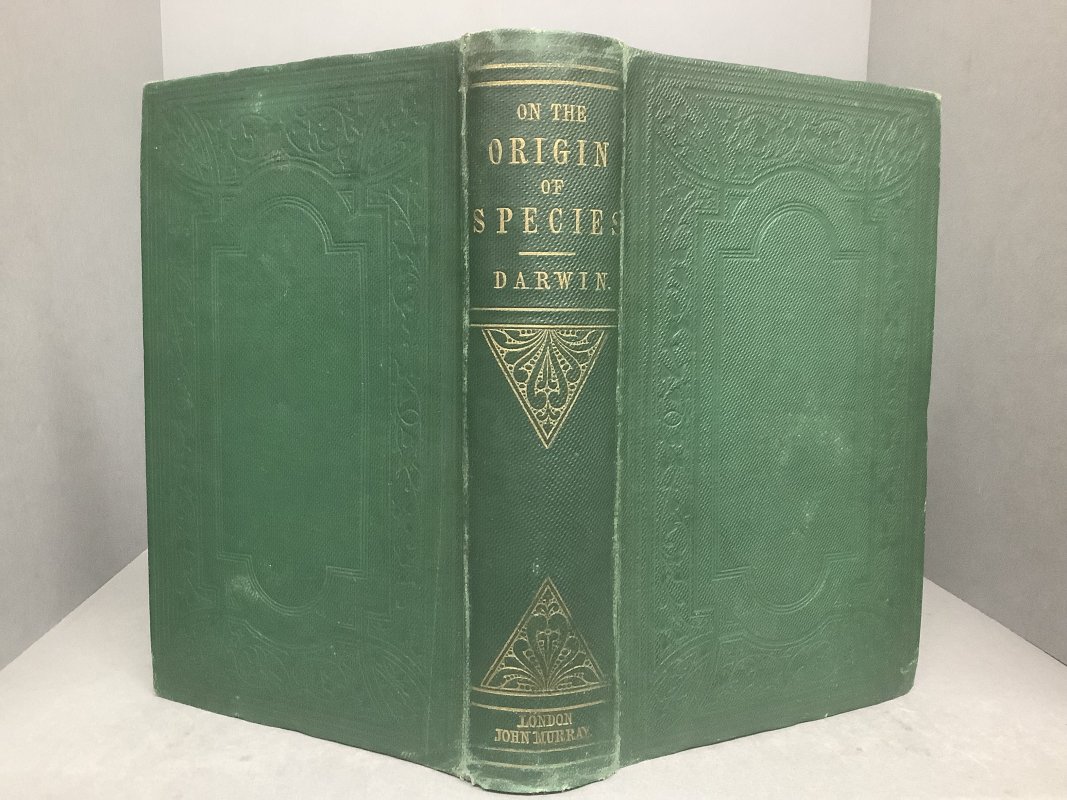 ON THE
ORIGIN
OF
SPECIES
DARWIN.
LONDON
JOHN MURRAY.